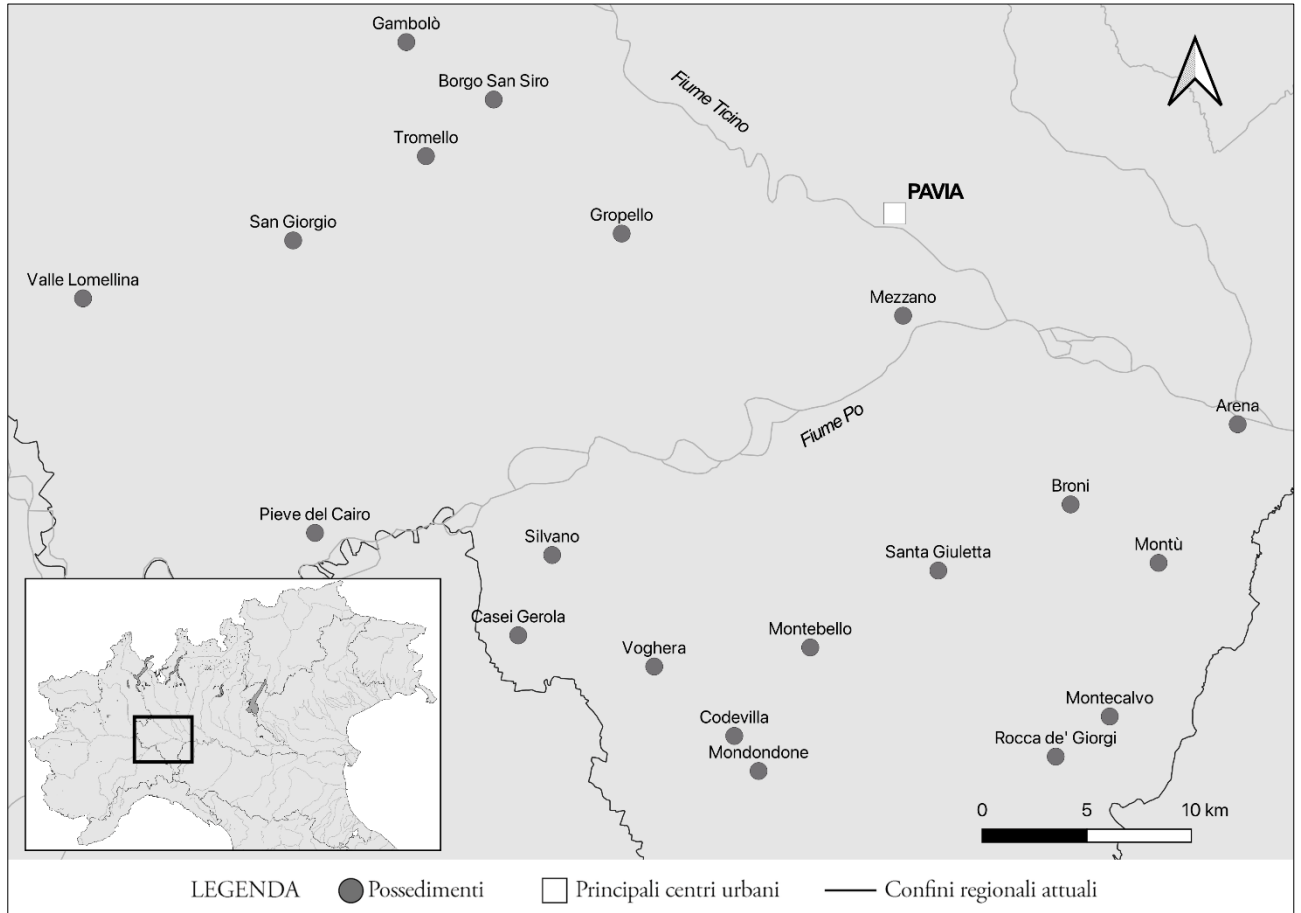 Gambolò
Borgo San Siro
Fiume Ticino
Tromello
PAVIA
San Giorgio
Gropello
Valle Lomellina
Mezzano
Arena
Fiume Po
Broni
Pieve del Cairo
Silvano
Santa Giuletta
Montù
Casei Gerola
Voghera
Montebello
Codevilla
Mondondone
Montecalvo
Rocca de' Giorgi
0 5 10 km
LEGENDA Possedimenti Principali centri urbani Confini regionali attuali